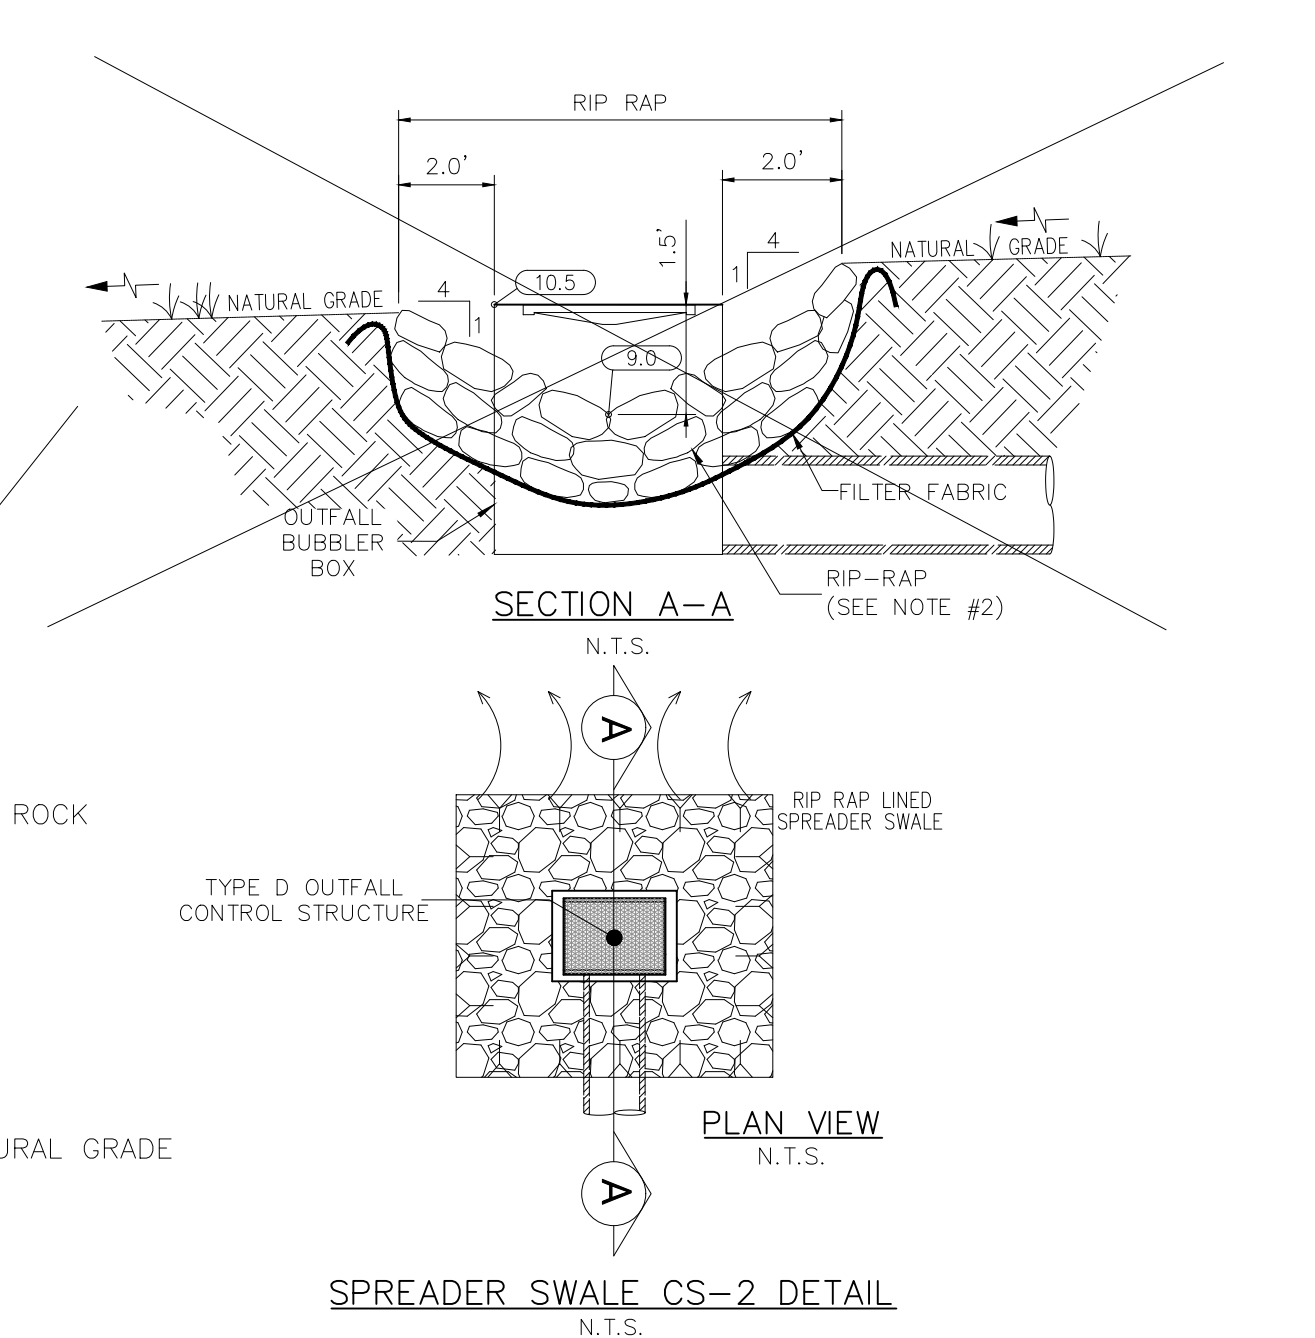 RIP RAP
2.0'
2.0'
1.5'
4
1
NATURAL GRADE
10.5
4
1
NATURAL GRADE
9.0
FILTER FABRIC
OUTFALL
BUBBLER
BOX
RIP-RAP
(SEE NOTE #2)
SECTION A-A
N.T.S.
A
ROCK
RIP RAP LINED
SPREADER SWALE
TYPE D OUTFALL
CONTROL STRUCTURE
PLAN VIEW
N.T.S.
URAL GRADE
A
SPREADER SWALE CS-2 DETAIL
N.T.S.